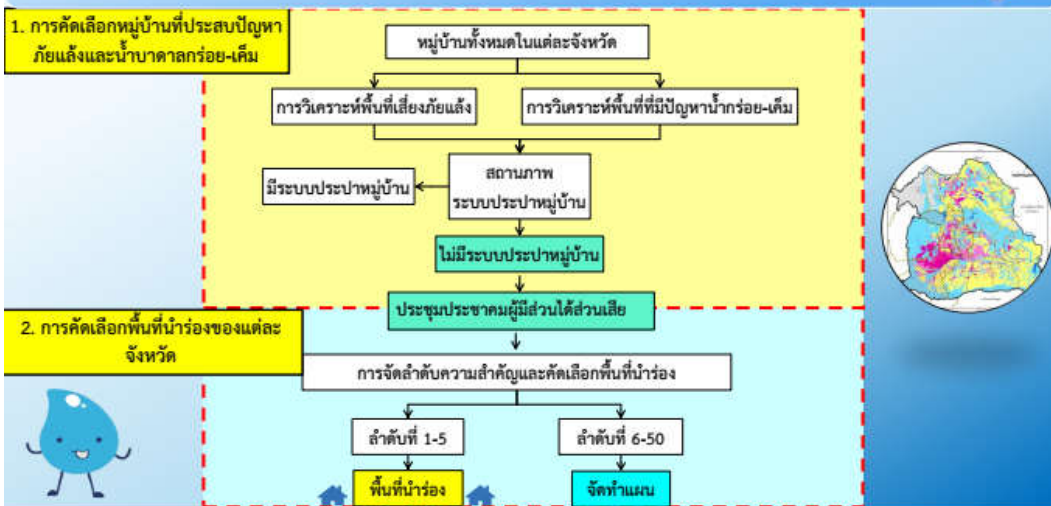 1. การคัดเลือกหมู่บ้านที่ประสบปัญหา
ภัยแล้งและน้ำบาดาลกร่อย-เค็ม
หมู่บ้านทั้งหมดในแต่ละจังหวัด
การวิเคราะห์พื้นที่เสี่ยงภัยแล้ง
การวิเคราะห์พื้นที่ที่มีปัญหาน้ำกร่อย-เค็ม
สถานภาพ
ระบบประปาหมู่บ้าน
มีระบบประปาหมู่บ้าน
ไม่มีระบบประปาหมู่บ้าน
ประชุมประชาคมผู้มีส่วนได้ส่วนเสีย
2. การคัดเลือกพื้นที่นำร่องของแต่ละ
จังหวัด
การจัดลำดับความสำคัญและคัดเลือกพื้นที่นำร่อง
ลำดับที่ 1-5
ลำดับที่ 6-50
พื้นที่นำร่อง
จัดทำแผน